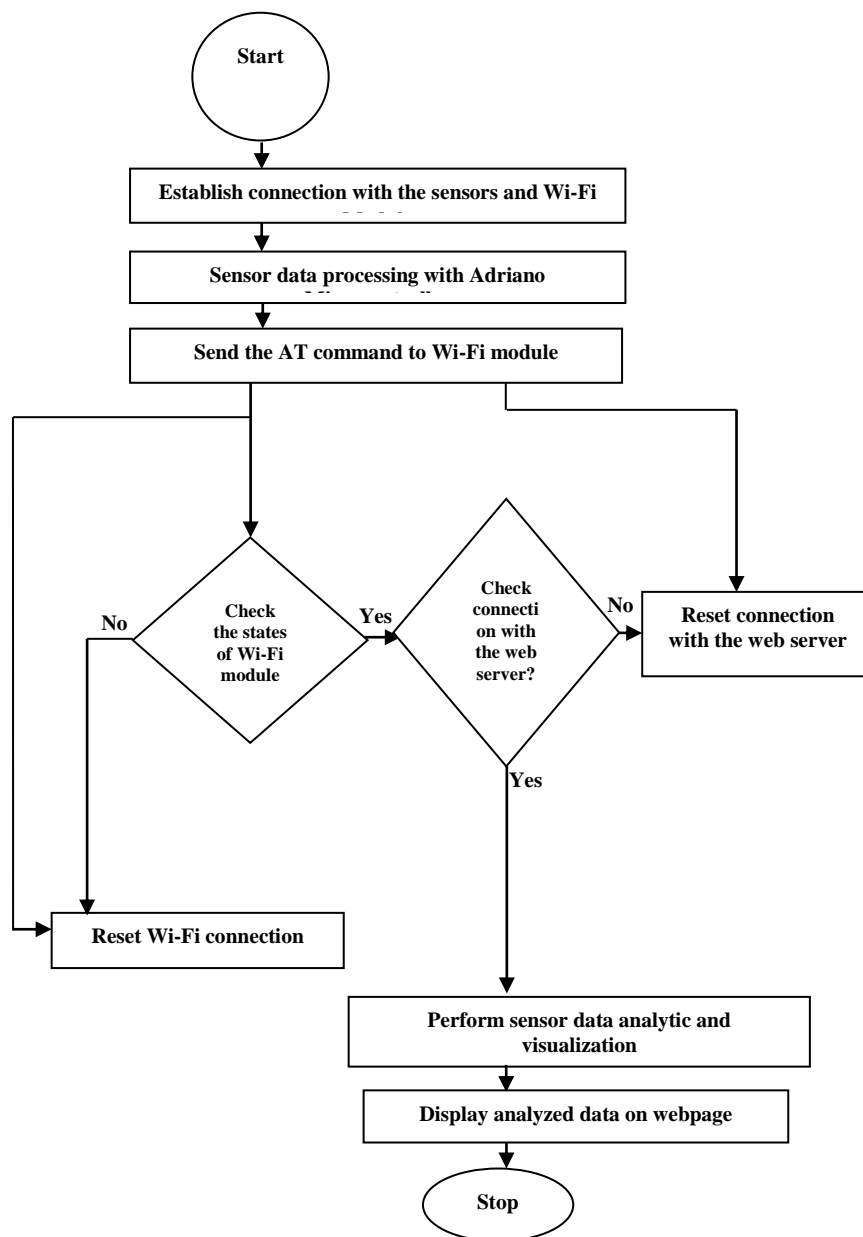 Start
Establish connection with the sensors and Wi-Fi
Sensor data processing with Adriano
Send the AT command to Wi-Fi module
No
Check
the states
of Wi-Fi
module
Yes
Check
connecti
on with
the web
server?
No
Reset connection
with the web server
Yes
Reset Wi-Fi connection
Perform sensor data analytic and
visualization
Display analyzed data on webpage
Stop